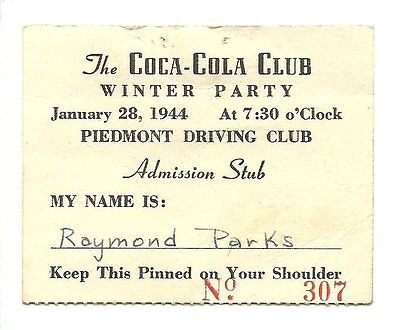 The COCA-COLA CLUB
WINTER PARTY
January 28, 1944 At 7:30 o'Clock
PIEDMONT DRIVING CLUB
Admission Stub
MY NAME IS:
Raymond Parks
Keep This Pinned on Your Shoulder
Nº 307